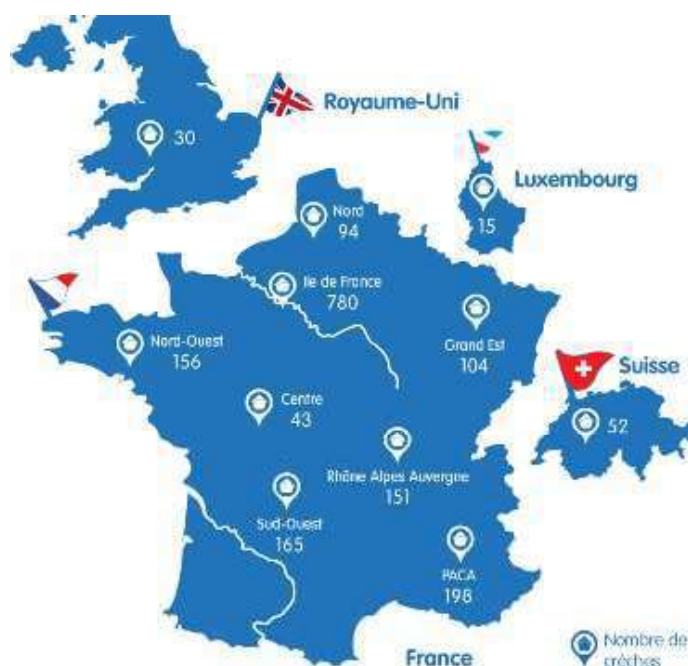 Royaume-Uni
30
Luxembourg
15
Nord
94
Ile de France
780
Grand Est
104
Nord-Ouest
156
Suisse
52
Centre
43
Rhône Alpes Auvergne
151
Sud-Ouest
165
PACA
198
France
Nombre de
crèches